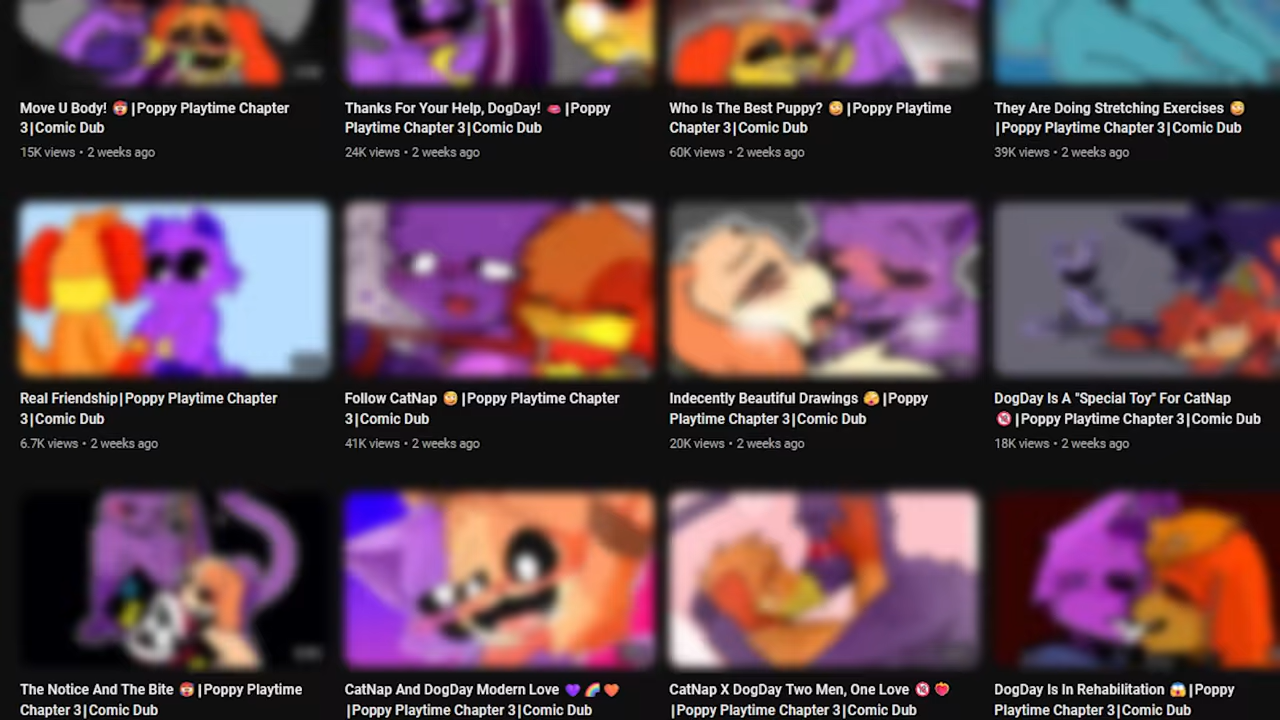 Move U Body! 🥵 |Poppy Playtime Chapter
3|Comic Dub
15K views • 2 weeks ago
Thanks For Your Help, DogDay! 🫦 |Poppy
Playtime Chapter 3|Comic Dub
24K views • 2 weeks ago
Who Is The Best Puppy? 😳 |Poppy Playtime
Chapter 3|Comic Dub
60K views • 2 weeks ago
They Are Doing Stretching Exercises 😳
|Poppy Playtime Chapter 3|Comic Dub
39K views • 2 weeks ago
Real Friendship|Poppy Playtime Chapter
3|Comic Dub
6.7K views • 2 weeks ago
Follow CatNap 😳 |Poppy Playtime Chapter
3|Comic Dub
41K views • 2 weeks ago
Indecently Beautiful Drawings 🥳 |Poppy
Playtime Chapter 3|Comic Dub
20K views • 2 weeks ago
DogDay Is A "Special Toy" For CatNap
🔞 |Poppy Playtime Chapter 3|Comic Dub
18K views • 2 weeks ago
The Notice And The Bite 🥵 |Poppy Playtime
Chapter 3|Comic Dub
CatNap And DogDay Modern Love 💜🌈🧡
|Poppy Playtime Chapter 3|Comic Dub
CatNap X DogDay Two Men, One Love 🔞❤️‍🔥
|Poppy Playtime Chapter 3|Comic Dub
DogDay Is In Rehabilitation 😱 |Poppy
Playtime Chapter 3|Comic Dub